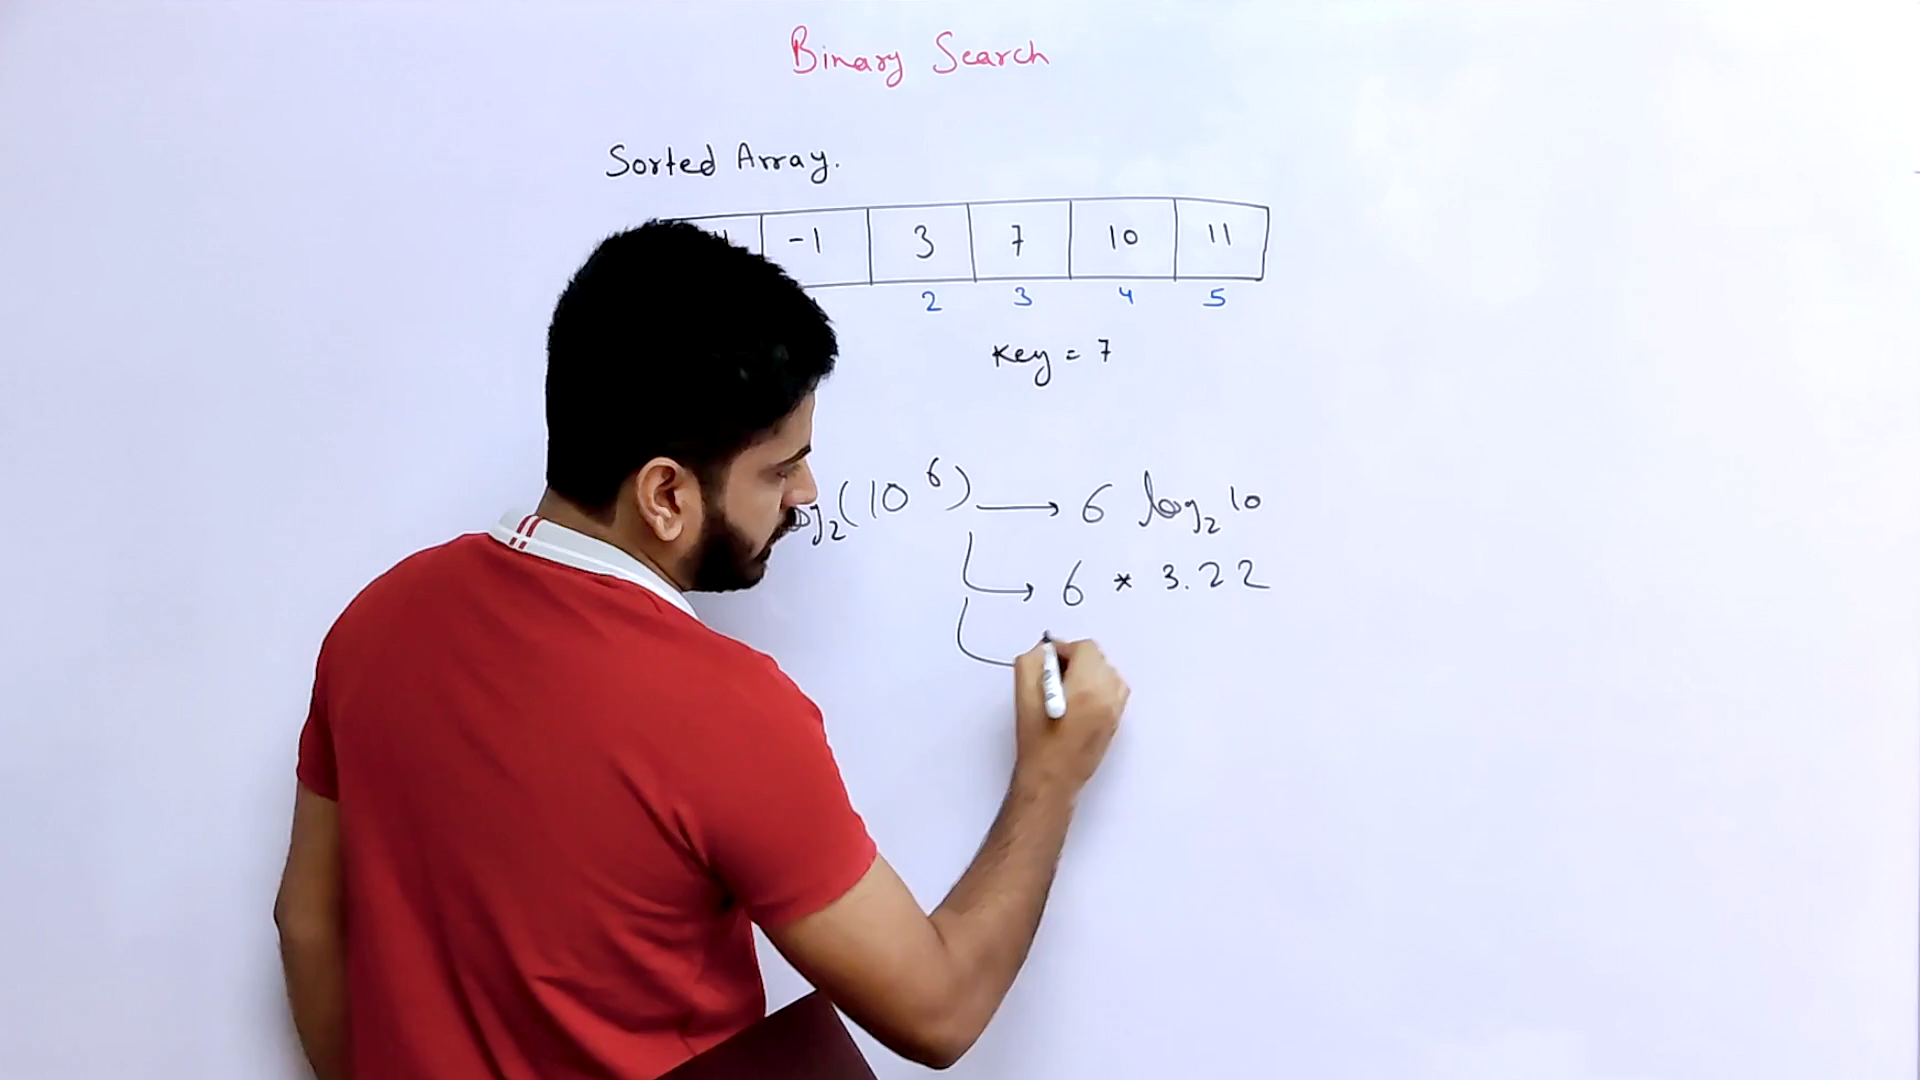 Binary Search
Sorted Array.
-1 3 7 10 11
2 3 4 5
Key = 7
log₂(10⁶) → 6 log₂10
6 * 3.22